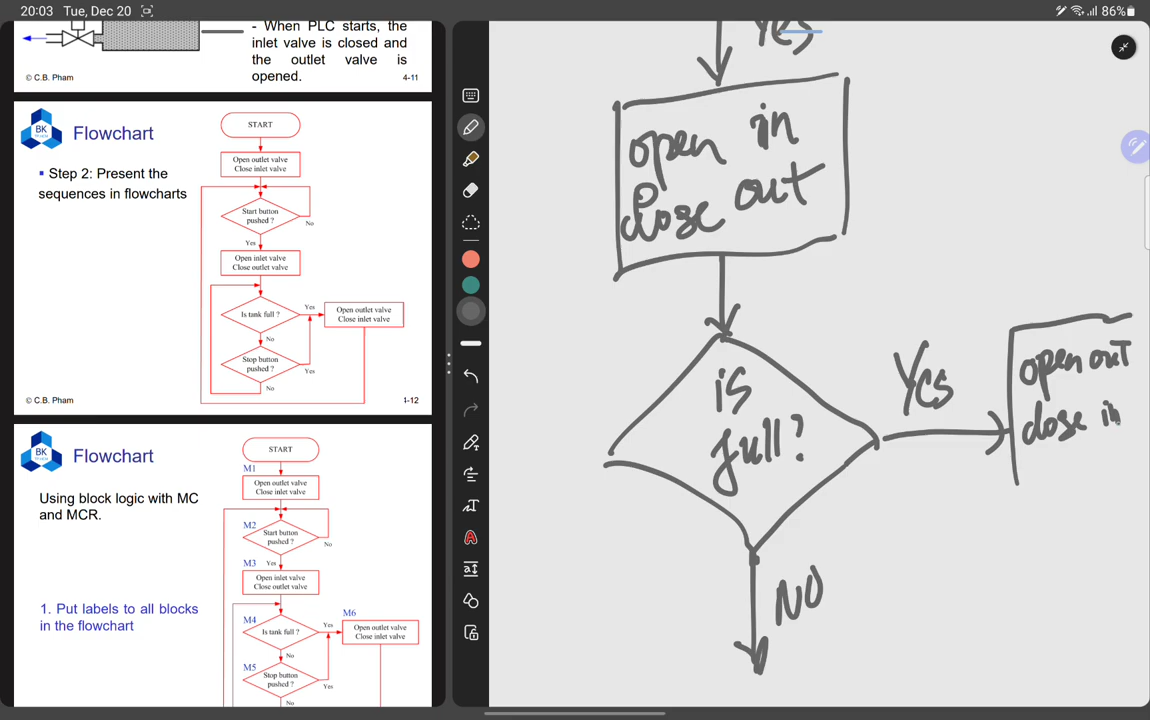 20:03 Tue, Dec 20
86%
- When PLC starts, the
inlet valve is closed and
the outlet valve is
opened.
© C.B. Pham
4-11
BK
Flowchart
▪ Step 2: Present the
sequences in flowcharts
START
Open outlet valve
Close inlet valve
Start button
pushed ?
No
Yes
Open inlet valve
Close outlet valve
Is tank full ?
Yes
Open outlet valve
Close inlet valve
No
Stop button
pushed ?
Yes
No
© C.B. Pham
4-12
BK
Flowchart
Using block logic with MC
and MCR.
1. Put labels to all blocks
in the flowchart
START
M1
Open outlet valve
Close inlet valve
M2
Start button
pushed ?
No
M3
Yes
Open inlet valve
Close outlet valve
M4
Is tank full ?
Yes
M6
Open outlet valve
Close inlet valve
No
M5
Stop button
pushed ?
Yes
No
Yes
open in
close out
is
full?
Yes
open out
close in
NO